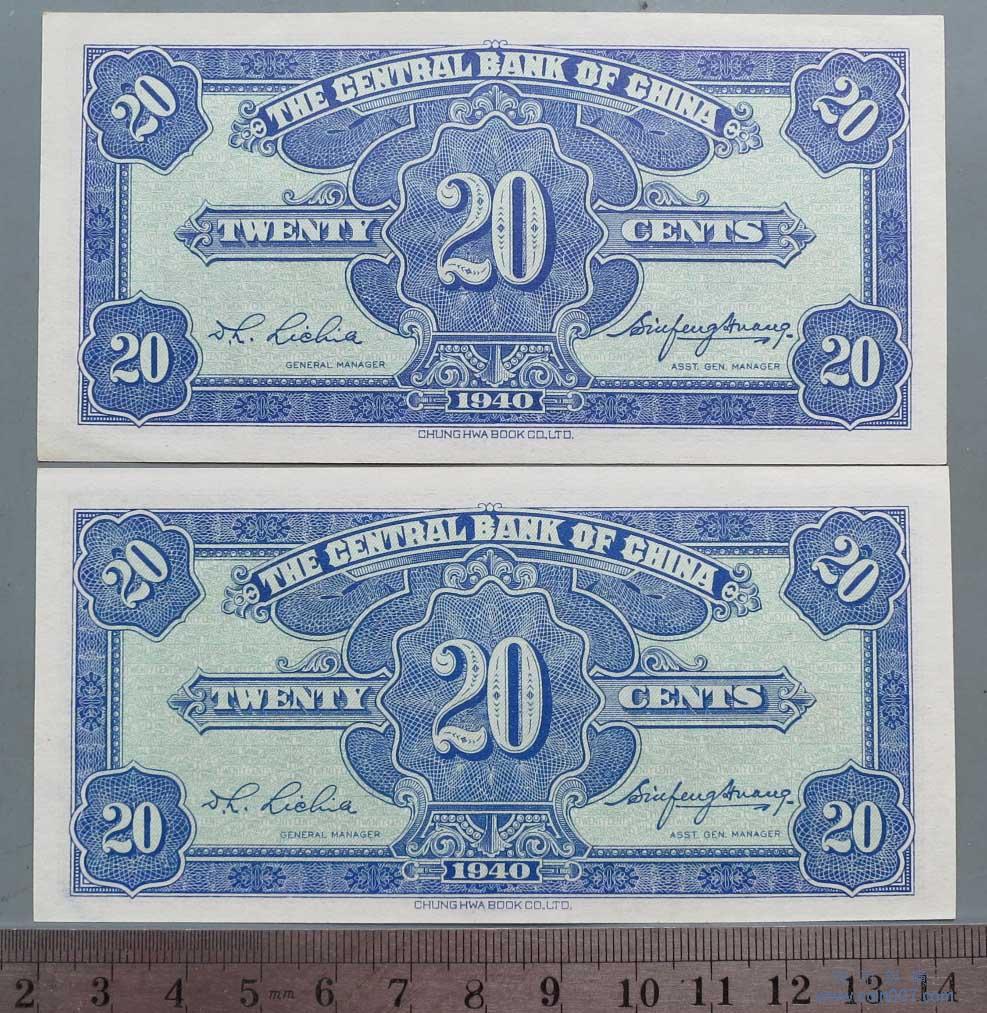 20 THE CENTRAL BANK OF CHINA 20
20
TWENTY CENTS
20 20
GENERAL MANAGER ASST. GEN. MANAGER
1940
CHUNG HWA BOOK CO., LTD.
20 THE CENTRAL BANK OF CHINA 20
20
TWENTY CENTS
20 20
GENERAL MANAGER ASST. GEN. MANAGER
1940
CHUNG HWA BOOK CO., LTD.
2 3 4 5 mm 6 7 8 9 10 11 12 13 14